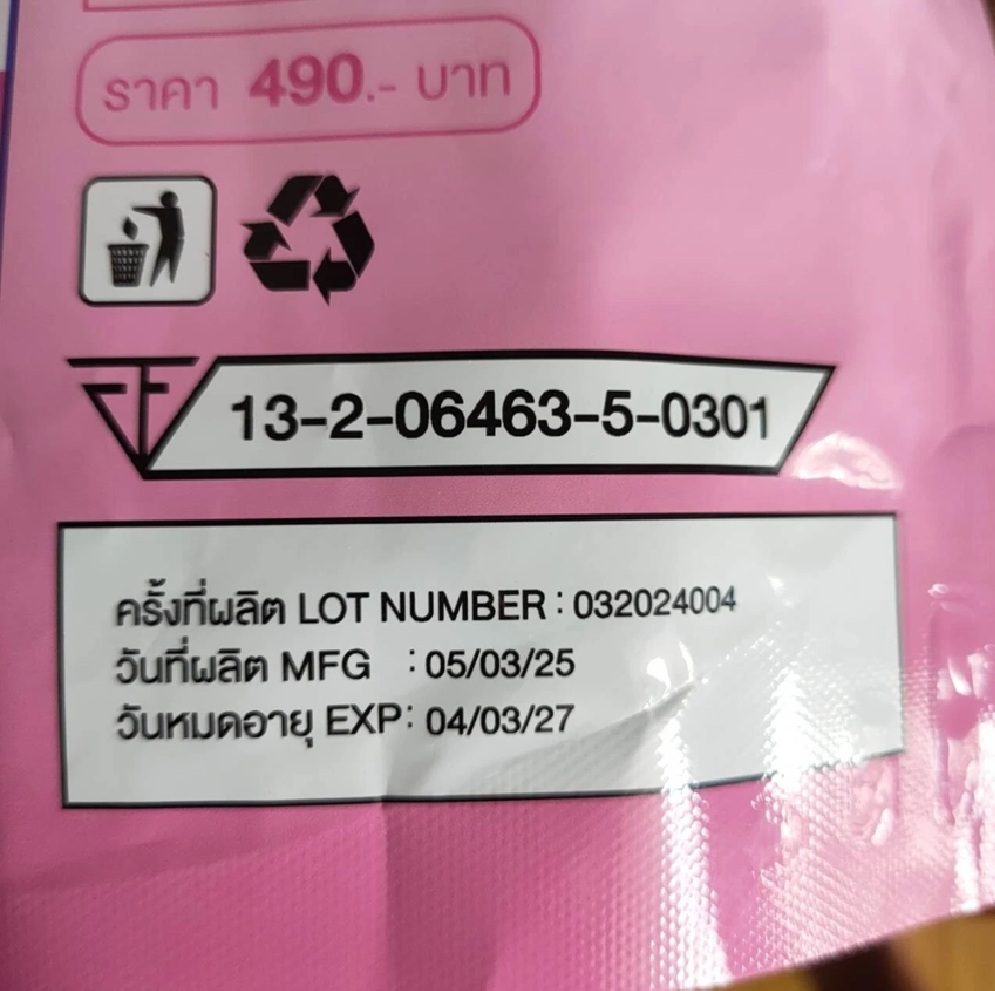 ราคา 490.- บาท
13-2-06463-5-0301
ครั้งที่ผลิต LOT NUMBER : 032024004
วันที่ผลิต MFG : 05/03/25
วันหมดอายุ EXP: 04/03/27